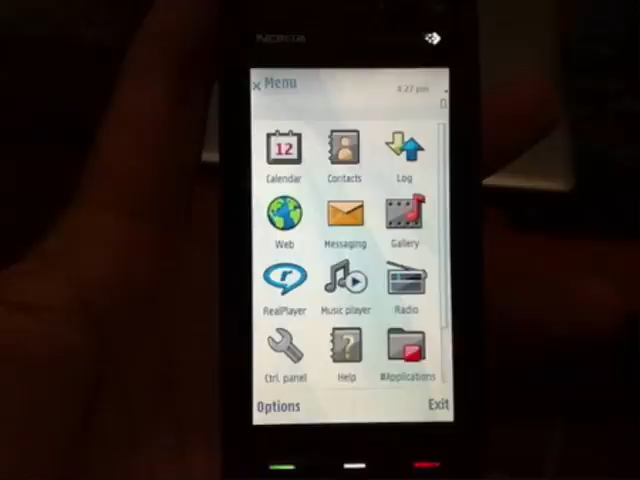 NOKIA
Menu
4:27 pm
12
Calendar Contacts Log
Web Messaging Gallery
RealPlayer Music player Radio
Ctrl. panel Help #Applications
Options Exit